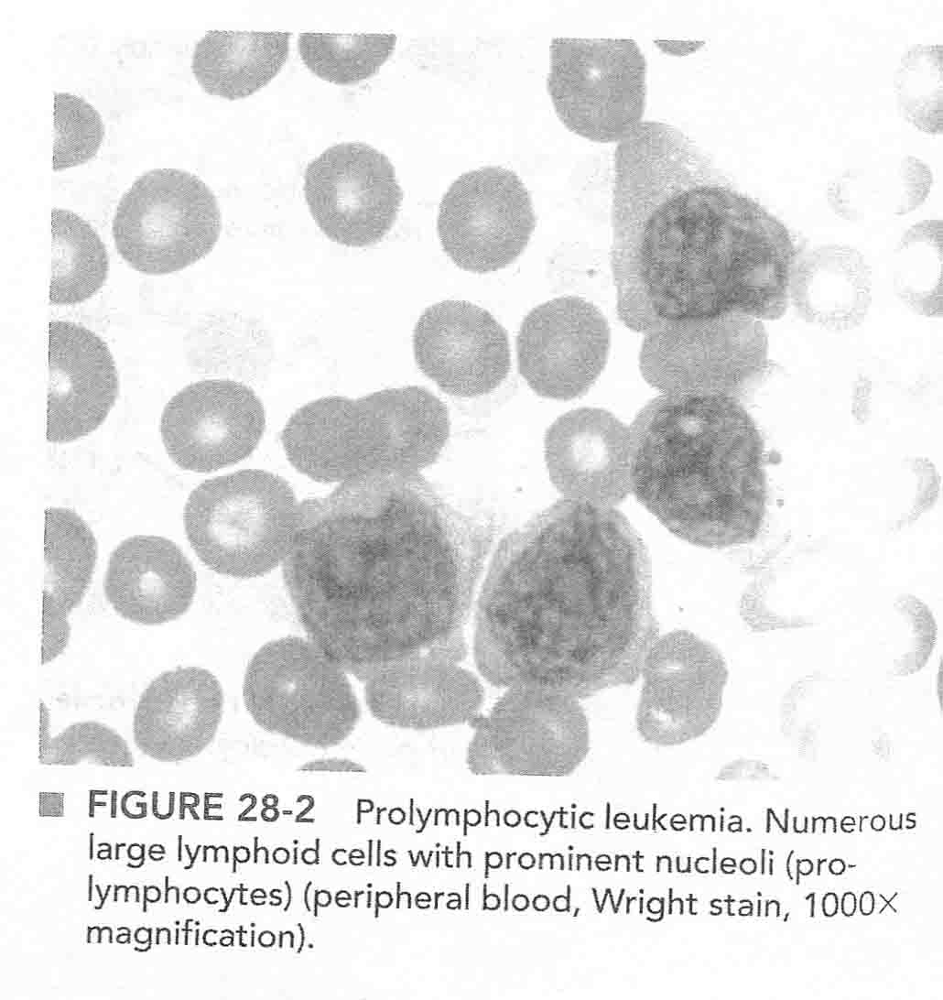 FIGURE 28-2 Prolymphocytic leukemia. Numerous
large lymphoid cells with prominent nucleoli (pro-
lymphocytes) (peripheral blood, Wright stain, 1000×
magnification).